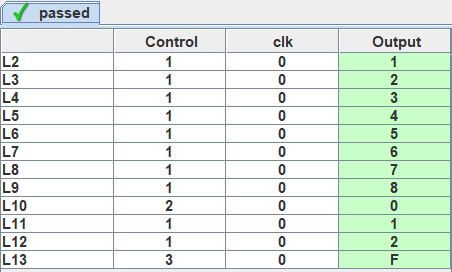 passed
Control clk Output
L2 1 0 1
L3 1 0 2
L4 1 0 3
L5 1 0 4
L6 1 0 5
L7 1 0 6
L8 1 0 7
L9 1 0 8
L10 2 0 0
L11 1 0 1
L12 1 0 2
L13 3 0 F